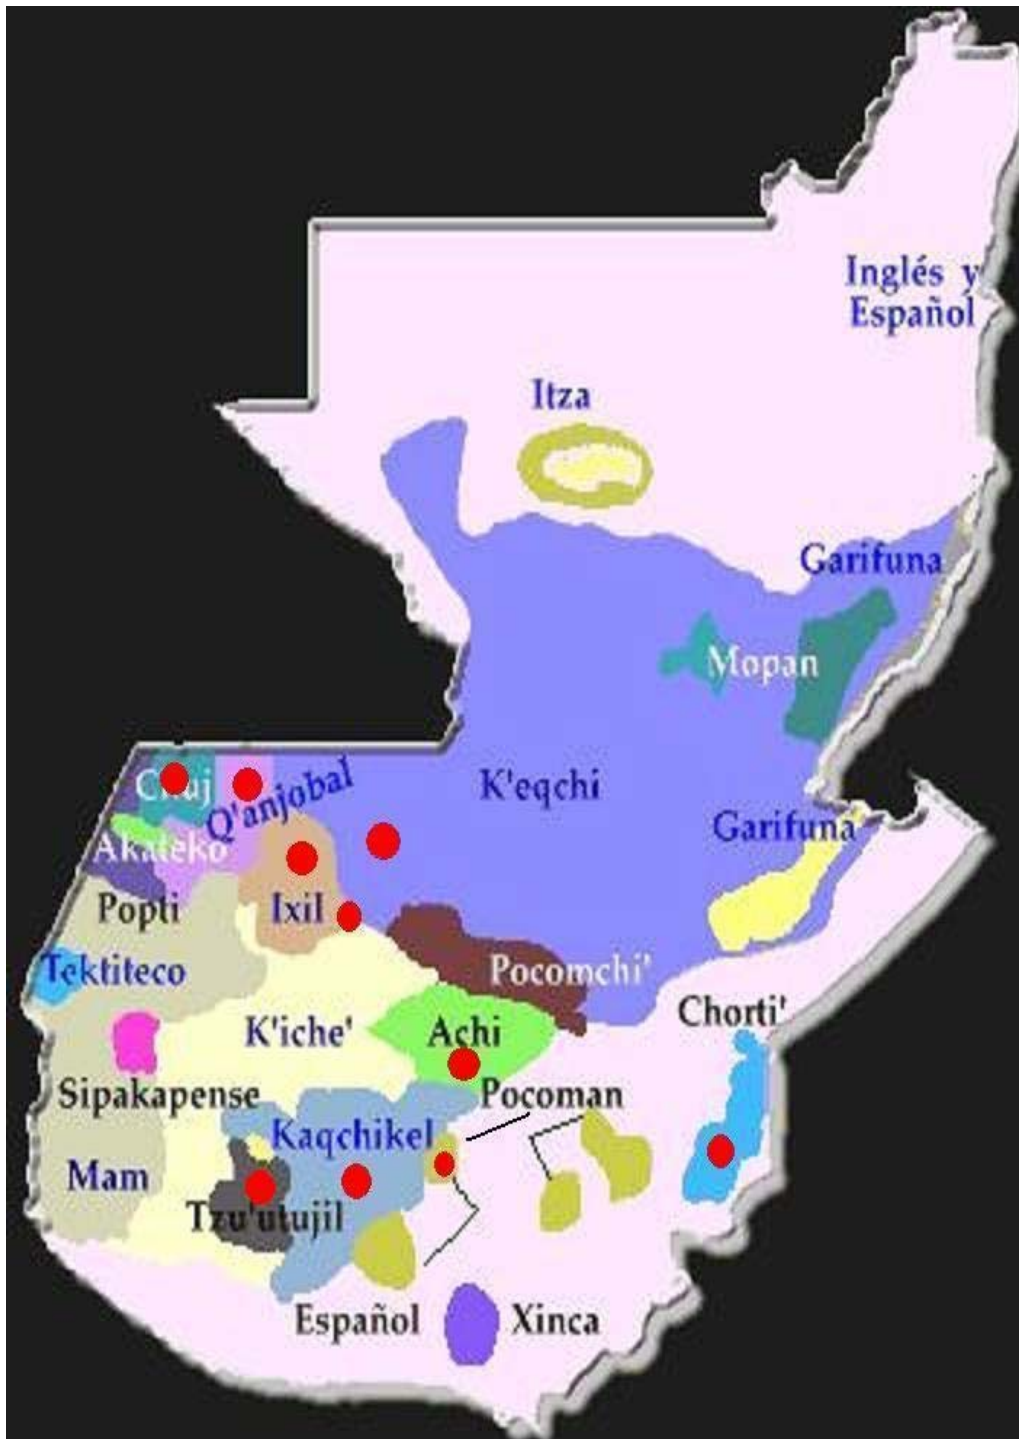 Inglés y
Español
Itza
Garifuna
Mopan
K'eqchi
Chuj
Q'anjobal
Garifuna
Akateko
Popti
Ixil
Tektiteco
Pocomchi'
Chorti'
K'iche'
Achi
Sipakapense
Pocoman
Kaqchikel
Mam
Tzu'utujil
Español
Xinca